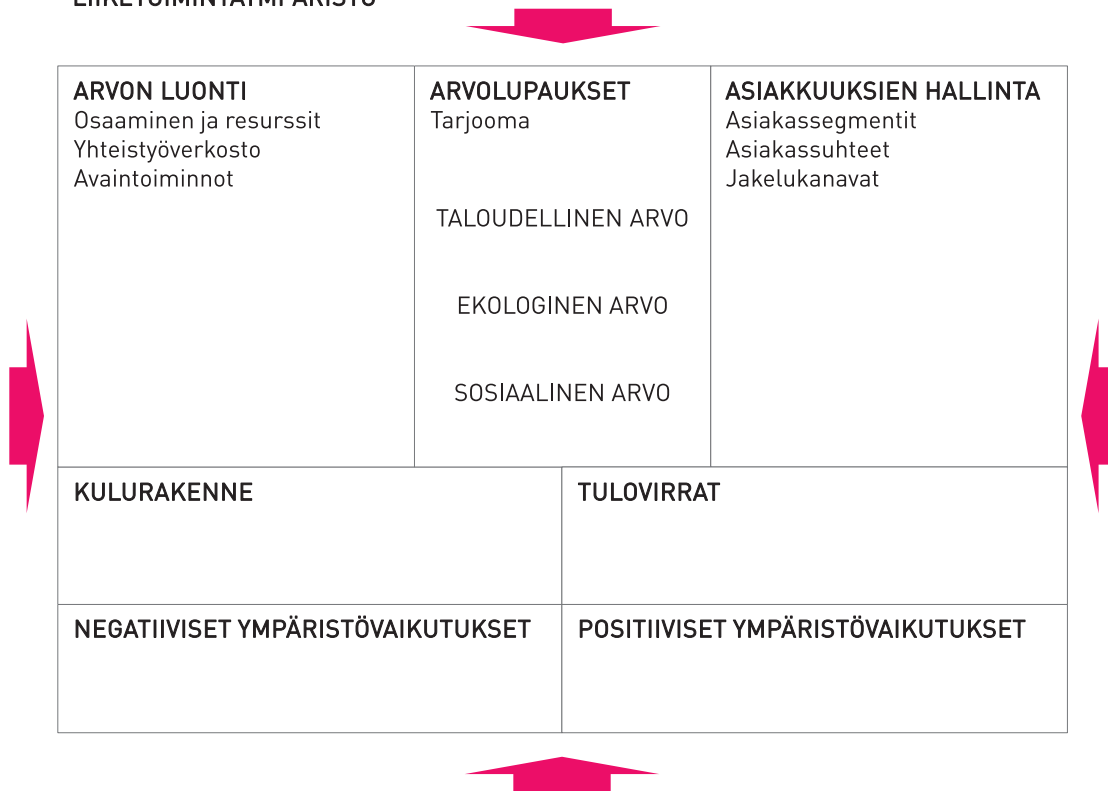 LIIKETOIMINTAYMPÄRISTÖ
ARVON LUONTI
Osaaminen ja resurssit
Yhteistyöverkosto
Avaintoiminnot
ARVOLUPAUKSET
Tarjooma
TALOUDELLINEN ARVO
EKOLOGINEN ARVO
SOSIAALINEN ARVO
ASIAKKUUKSIEN HALLINTA
Asiakassegmentit
Asiakassuhteet
Jakelukanavat
KULURAKENNE
TULOVIRRAT
NEGATIIVISET YMPÄRISTÖVAIKUTUKSET
POSITIIVISET YMPÄRISTÖVAIKUTUKSET